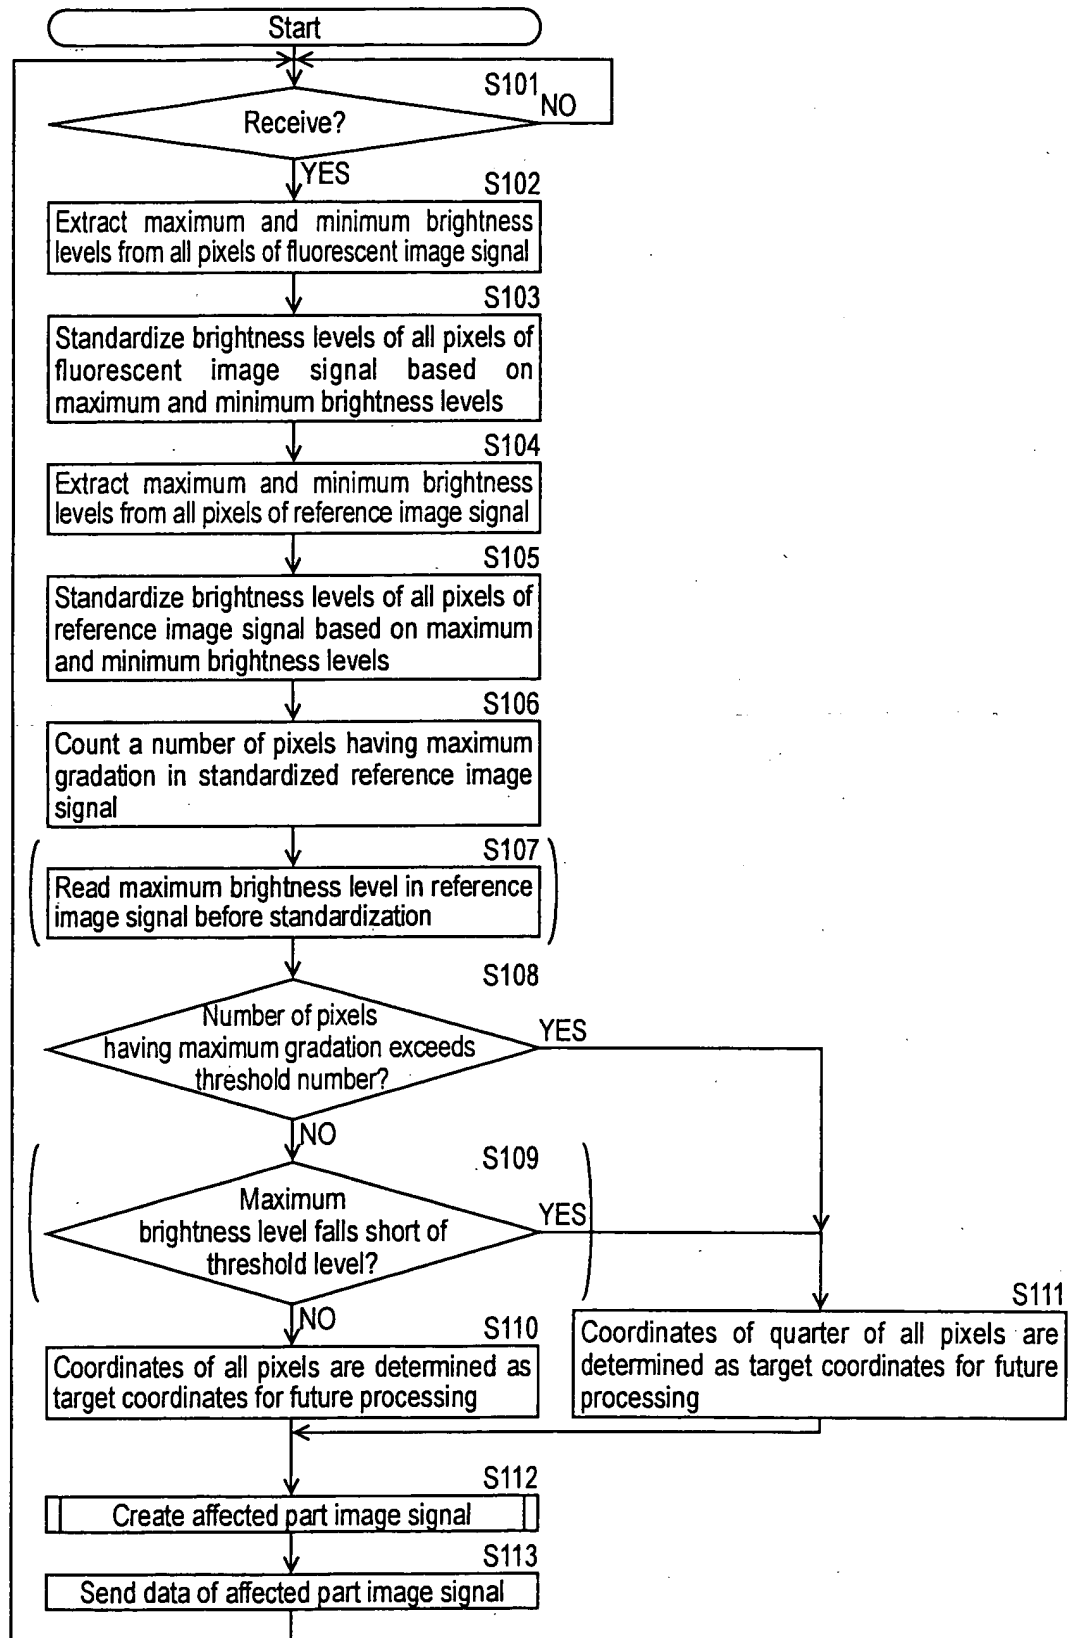 Start
S101
NO
Receive?
YES
S102
Extract maximum and minimum brightness
levels from all pixels of fluorescent image signal
S103
Standardize brightness levels of all pixels of
fluorescent image signal based on
maximum and minimum brightness levels
S104
Extract maximum and minimum brightness
levels from all pixels of reference image signal
S105
Standardize brightness levels of all pixels of
reference image signal based on maximum
and minimum brightness levels
S106
Count a number of pixels having maximum
gradation in standardized reference image
signal
S107
Read maximum brightness level in reference
image signal before standardization
S108
Number of pixels
having maximum gradation exceeds
threshold number?
YES
NO
S109
Maximum
brightness level falls short of
threshold level?
YES
NO
S110
Coordinates of all pixels are determined as
target coordinates for future processing
S111
Coordinates of quarter of all pixels are
determined as target coordinates for future
processing
S112
Create affected part image signal
S113
Send data of affected part image signal